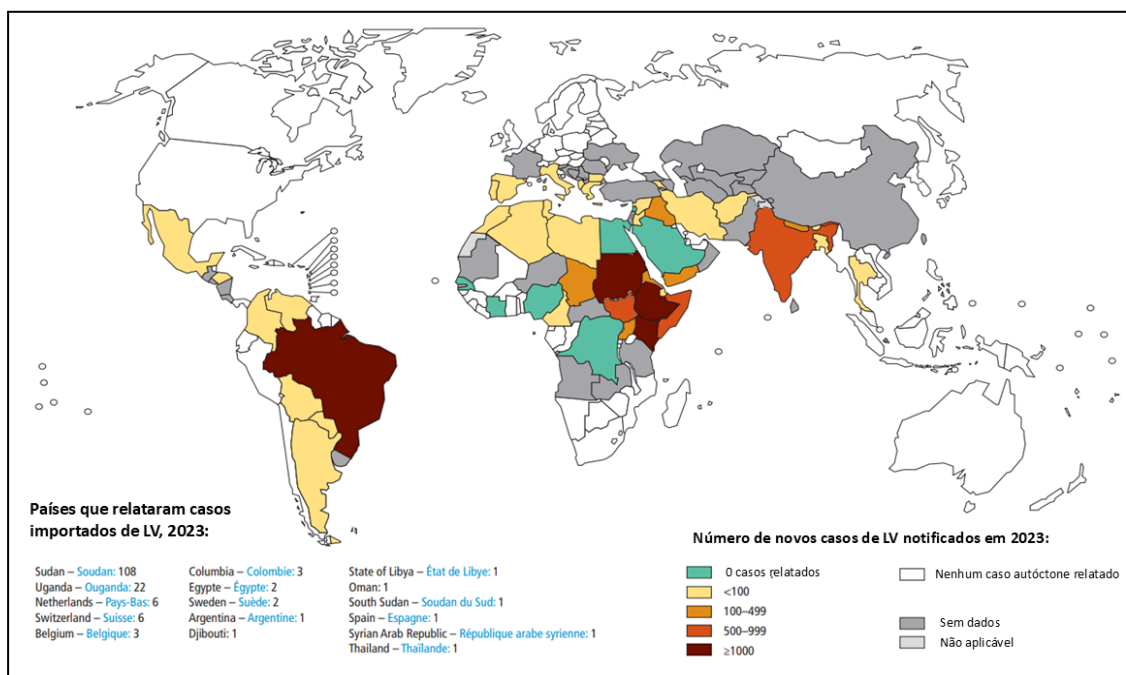 Países que relataram casos
importados de LV, 2023:
Sudan – Soudan: 108
Uganda – Ouganda: 22
Netherlands – Pays-Bas: 6
Switzerland – Suisse: 6
Belgium – Belgique: 3
Columbia – Colombie: 3
Egypte – Égypte: 2
Sweden – Suède: 2
Argentina – Argentine: 1
Djibouti: 1
State of Libya – État de Libye: 1
Oman: 1
South Sudan – Soudan du Sud: 1
Spain – Espagne: 1
Syrian Arab Republic – République arabe syrienne: 1
Thailand – Thaïlande: 1
Número de novos casos de LV notificados em 2023:
0 casos relatados
<100
100–499
500–999
≥1000
Nenhum caso autóctone relatado
Sem dados
Não aplicável